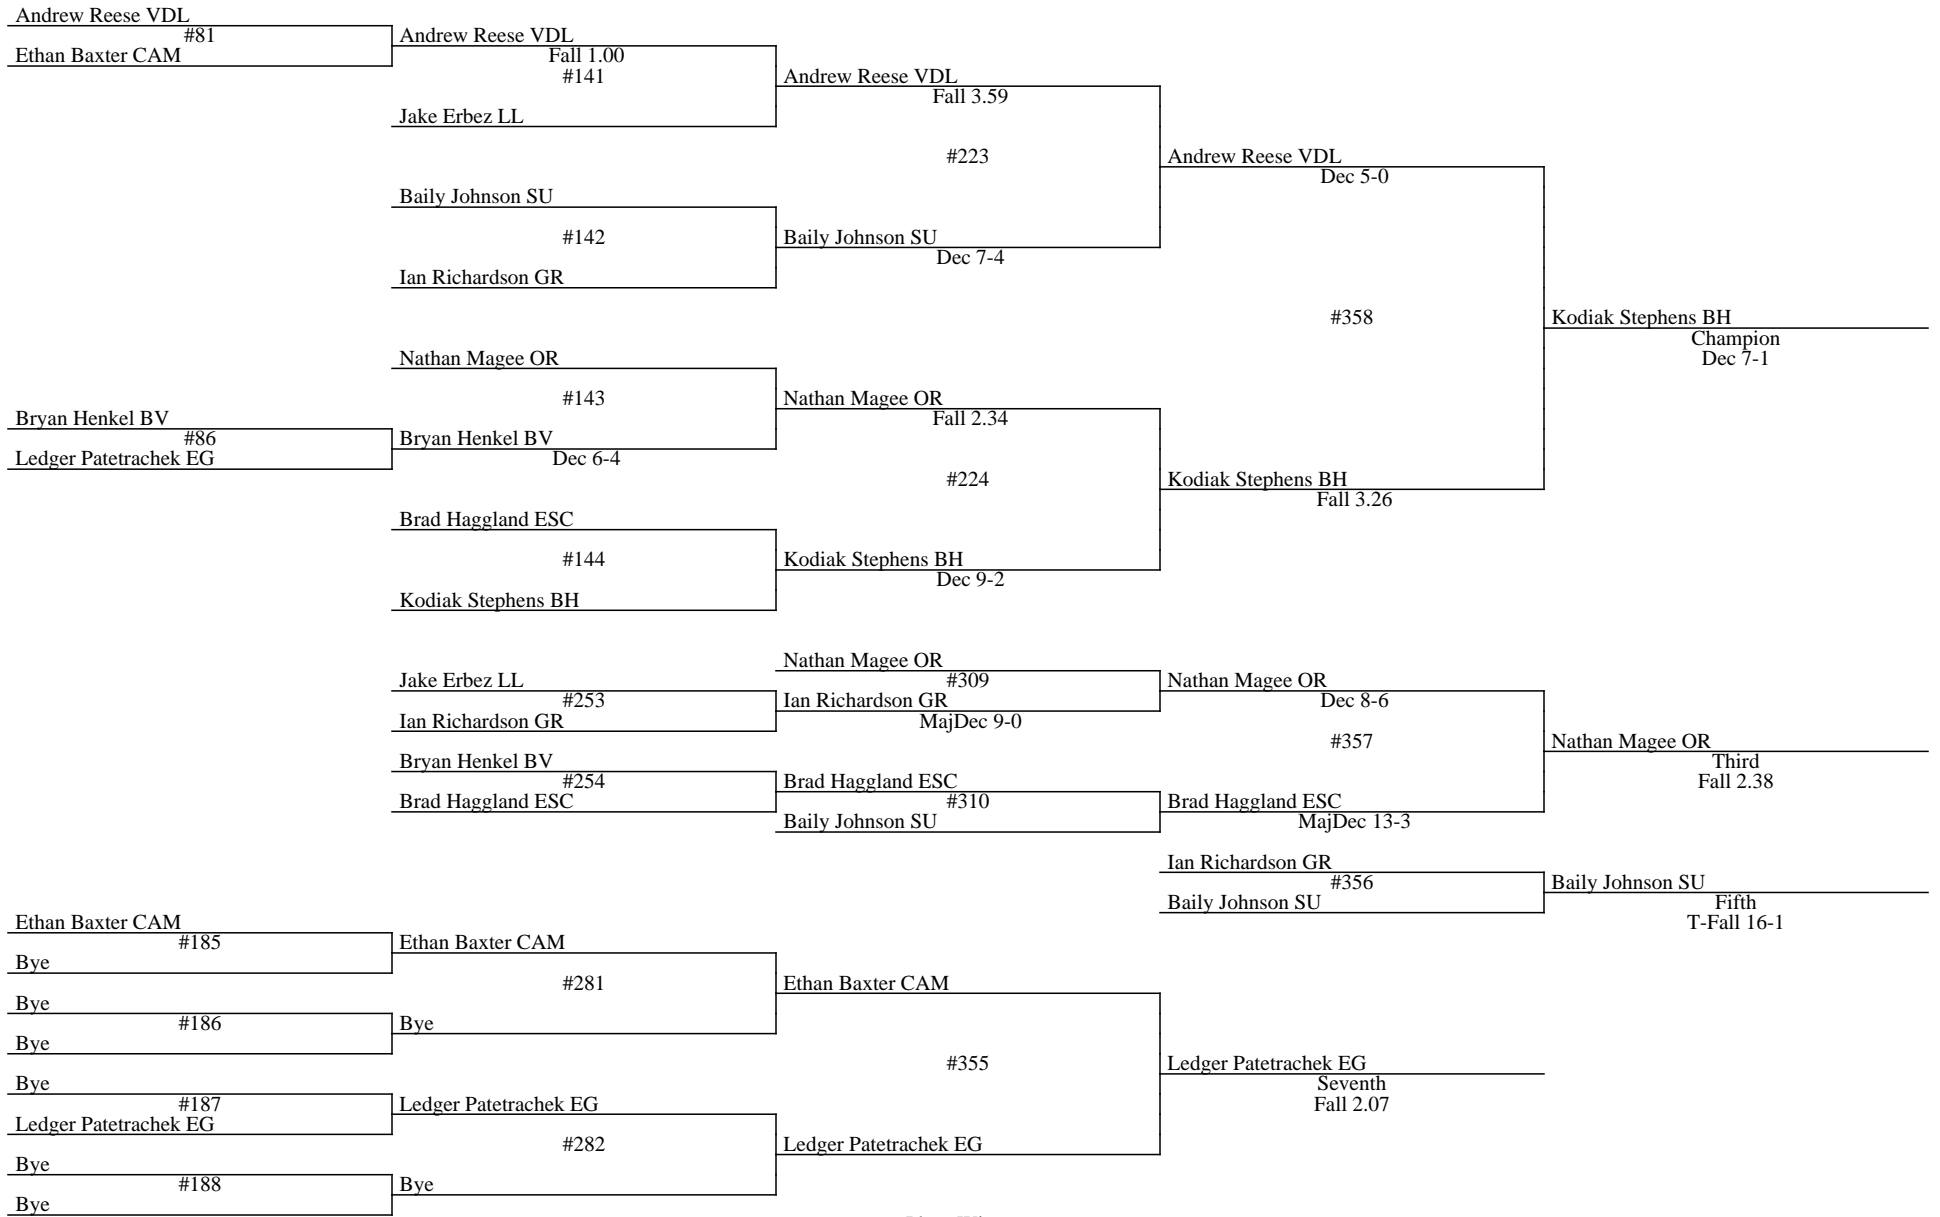 Andrew Reese VDL
#81
Ethan Baxter CAM
Andrew Reese VDL
Fall 1.00
#141
Jake Erbez LL
Andrew Reese VDL
Fall 3.59
#223
Baily Johnson SU
#142
Ian Richardson GR
Baily Johnson SU
Dec 7-4
Andrew Reese VDL
Dec 5-0
#358
Kodiak Stephens BH
Champion
Dec 7-1
Nathan Magee OR
#143
Bryan Henkel BV
#86
Ledger Patetrachek EG
Bryan Henkel BV
Dec 6-4
Nathan Magee OR
Fall 2.34
#224
Kodiak Stephens BH
Fall 3.26
Brad Haggland ESC
#144
Kodiak Stephens BH
Kodiak Stephens BH
Dec 9-2
Jake Erbez LL
#253
Ian Richardson GR
Nathan Magee OR
#309
Ian Richardson GR
MajDec 9-0
Nathan Magee OR
Dec 8-6
#357
Nathan Magee OR
Third
Fall 2.38
Bryan Henkel BV
#254
Brad Haggland ESC
Brad Haggland ESC
#310
Baily Johnson SU
Brad Haggland ESC
MajDec 13-3
Ian Richardson GR
#356
Baily Johnson SU
Baily Johnson SU
Fifth
T-Fall 16-1
Ethan Baxter CAM
#185
Bye
Ethan Baxter CAM
#281
Bye
#186
Bye
Bye
Ethan Baxter CAM
#355
Bye
#187
Ledger Patetrachek EG
Ledger Patetrachek EG
#282
Bye
#188
Bye
Bye
Ledger Patetrachek EG
Ledger Patetrachek EG
Seventh
Fall 2.07